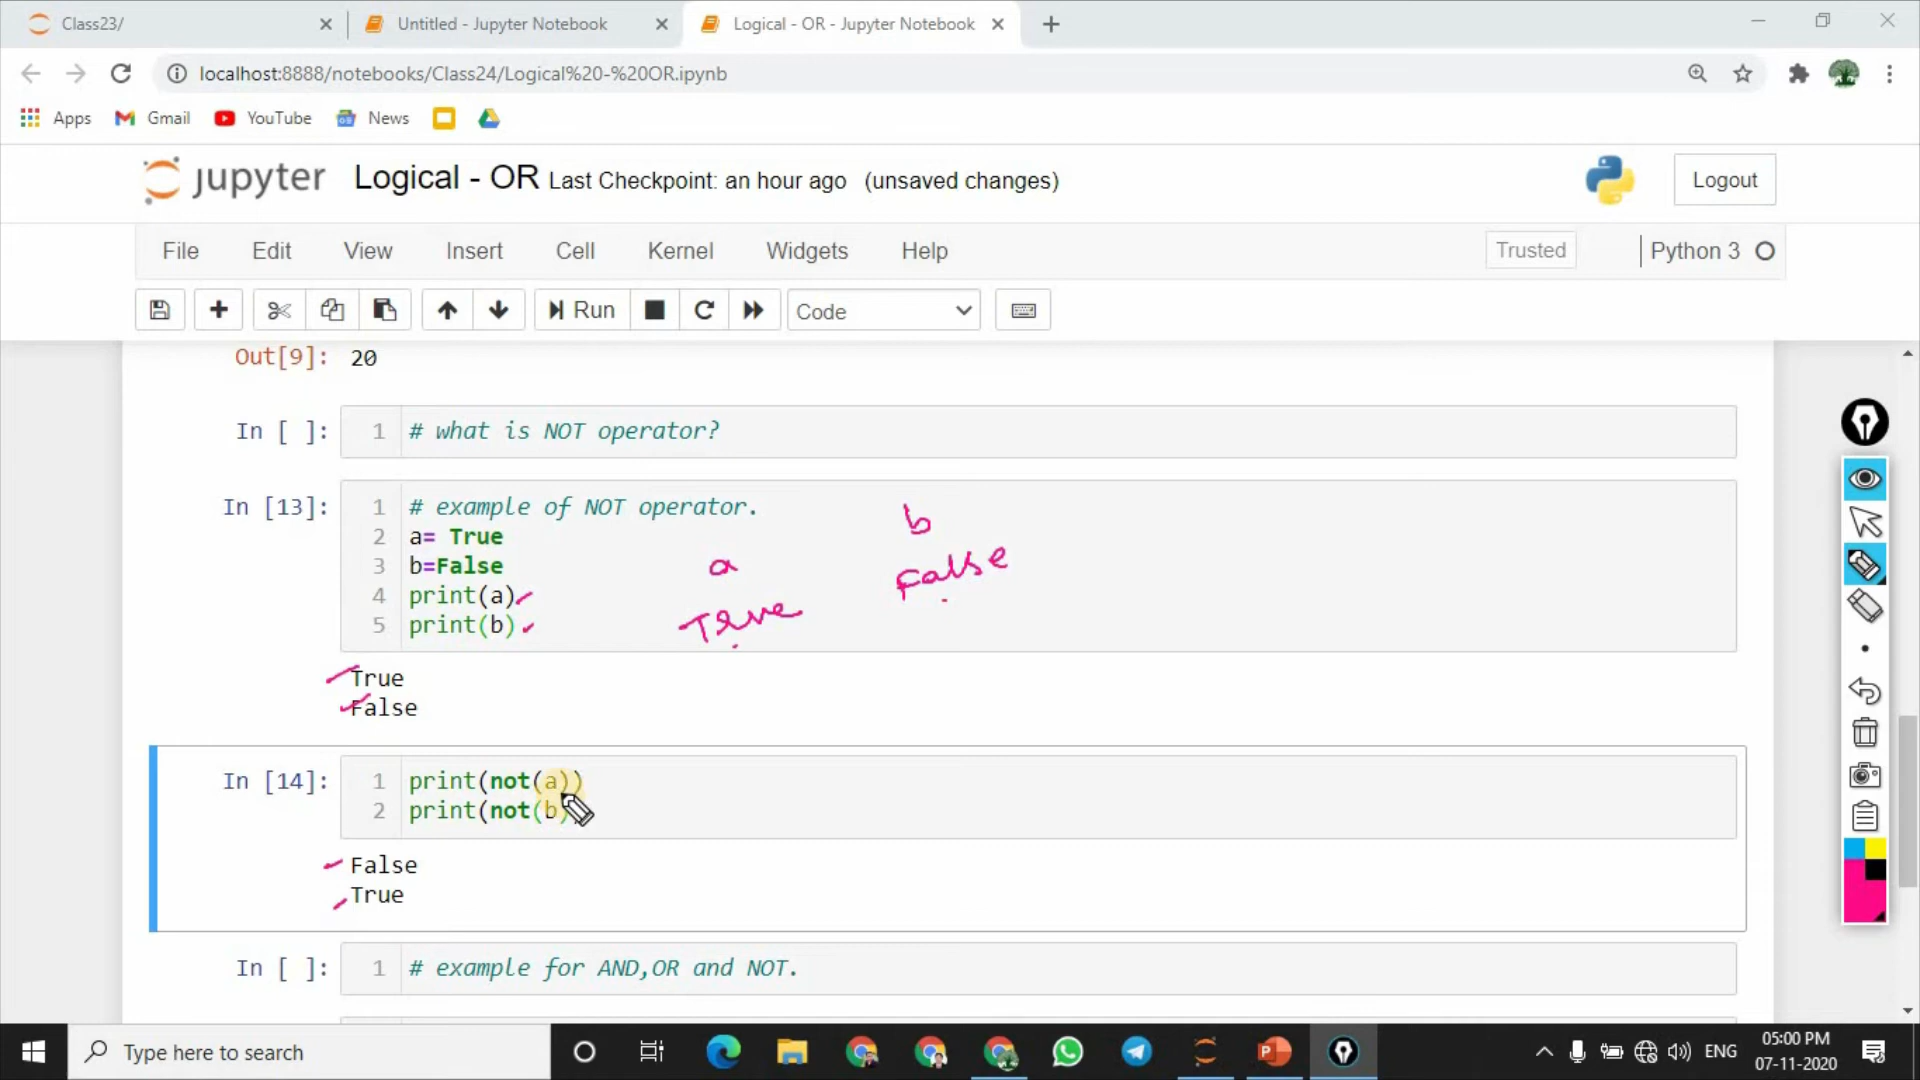 Class23/ Untitled - Jupyter Notebook Logical - OR - Jupyter Notebook
localhost:8888/notebooks/Class24/Logical%20-%20OR.ipynb
Apps Gmail YouTube News
jupyter Logical - OR Last Checkpoint: an hour ago (unsaved changes) Logout
File Edit View Insert Cell Kernel Widgets Help Trusted Python 3
Run Code
Out[9]: 20
In [ ]: 1 # what is NOT operator?
In [13]: 1 # example of NOT operator.
2 a= True
3 b=False
4 print(a)
5 print(b)
b
False
a
True
True
False
In [14]: 1 print(not(a))
2 print(not(b)
False
True
In [ ]: 1 # example for AND,OR and NOT.
Type here to search ENG 05:00 PM
07-11-2020